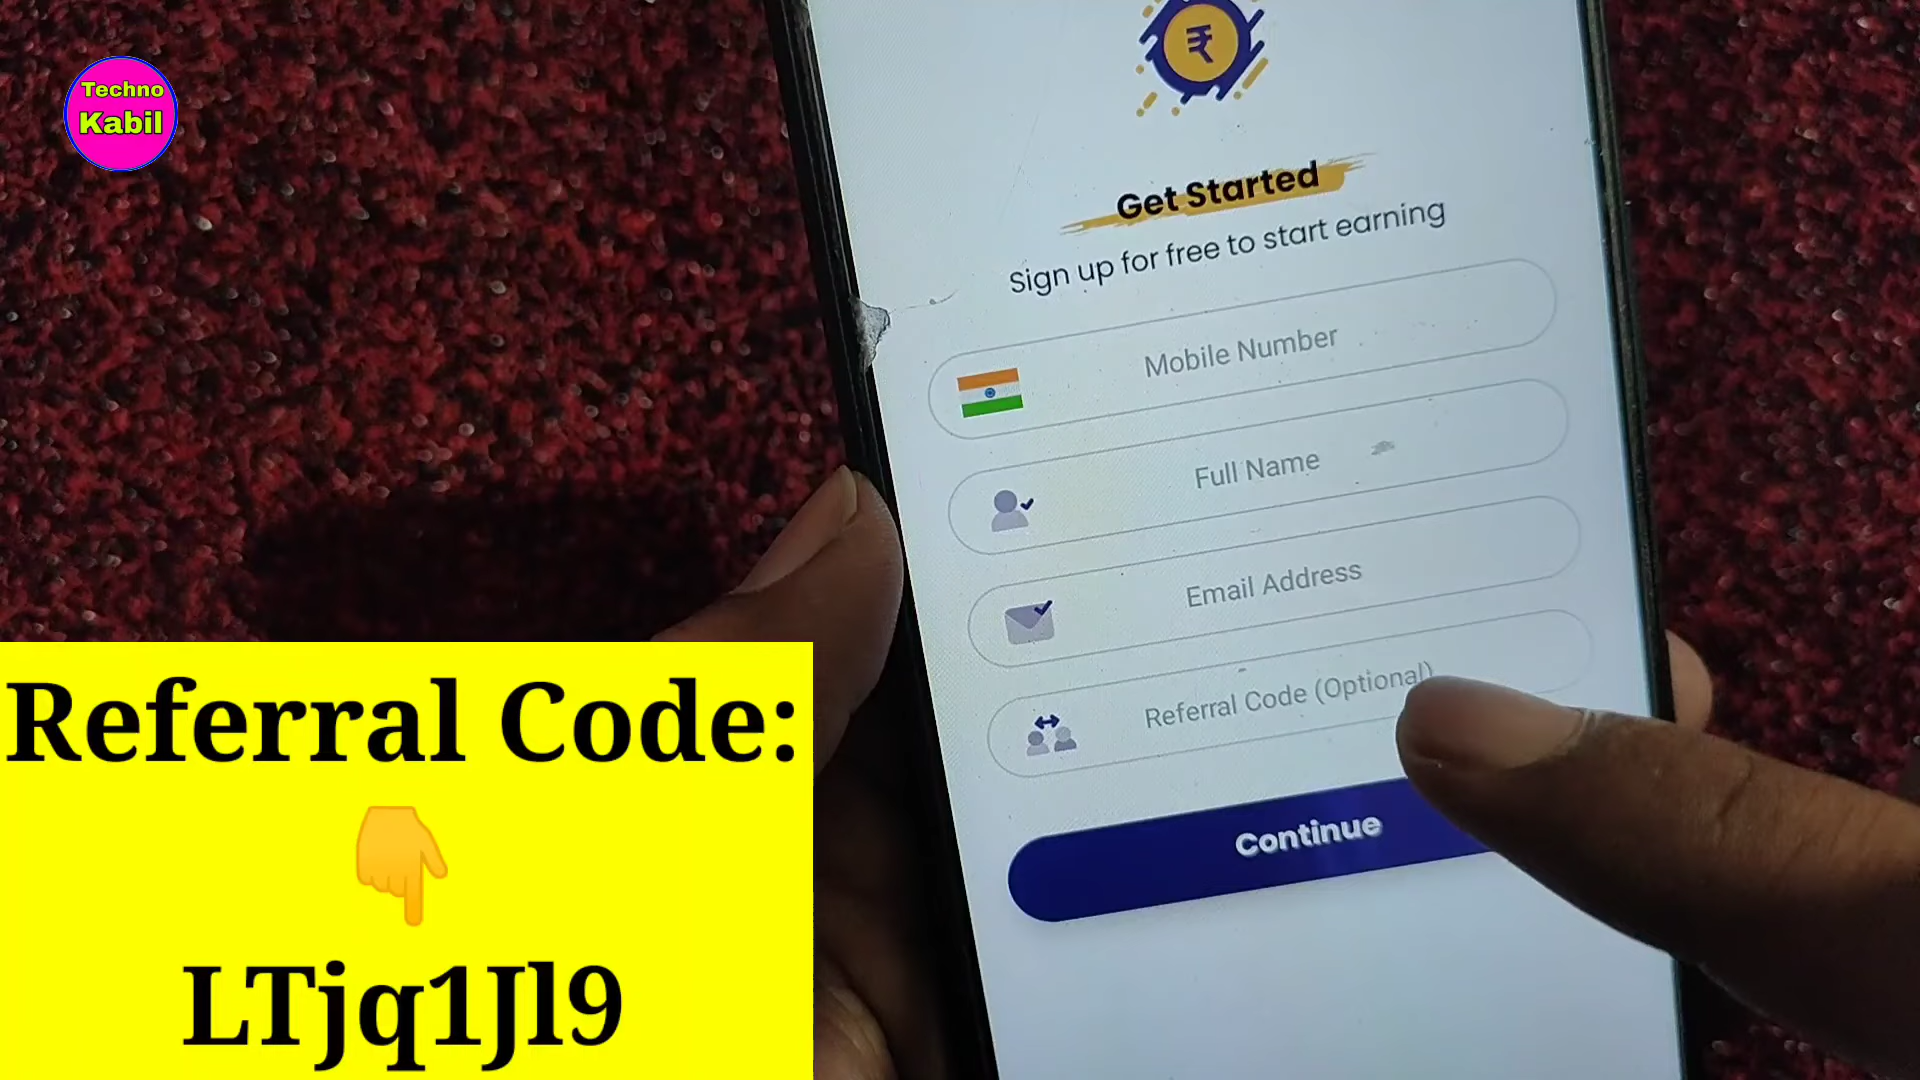 Techno
Kabil
₹
Get Started
Sign up for free to start earning
Mobile Number
Full Name
Email Address
Referral Code (Optional)
Continue
Referral Code:
LTjq1Jl9